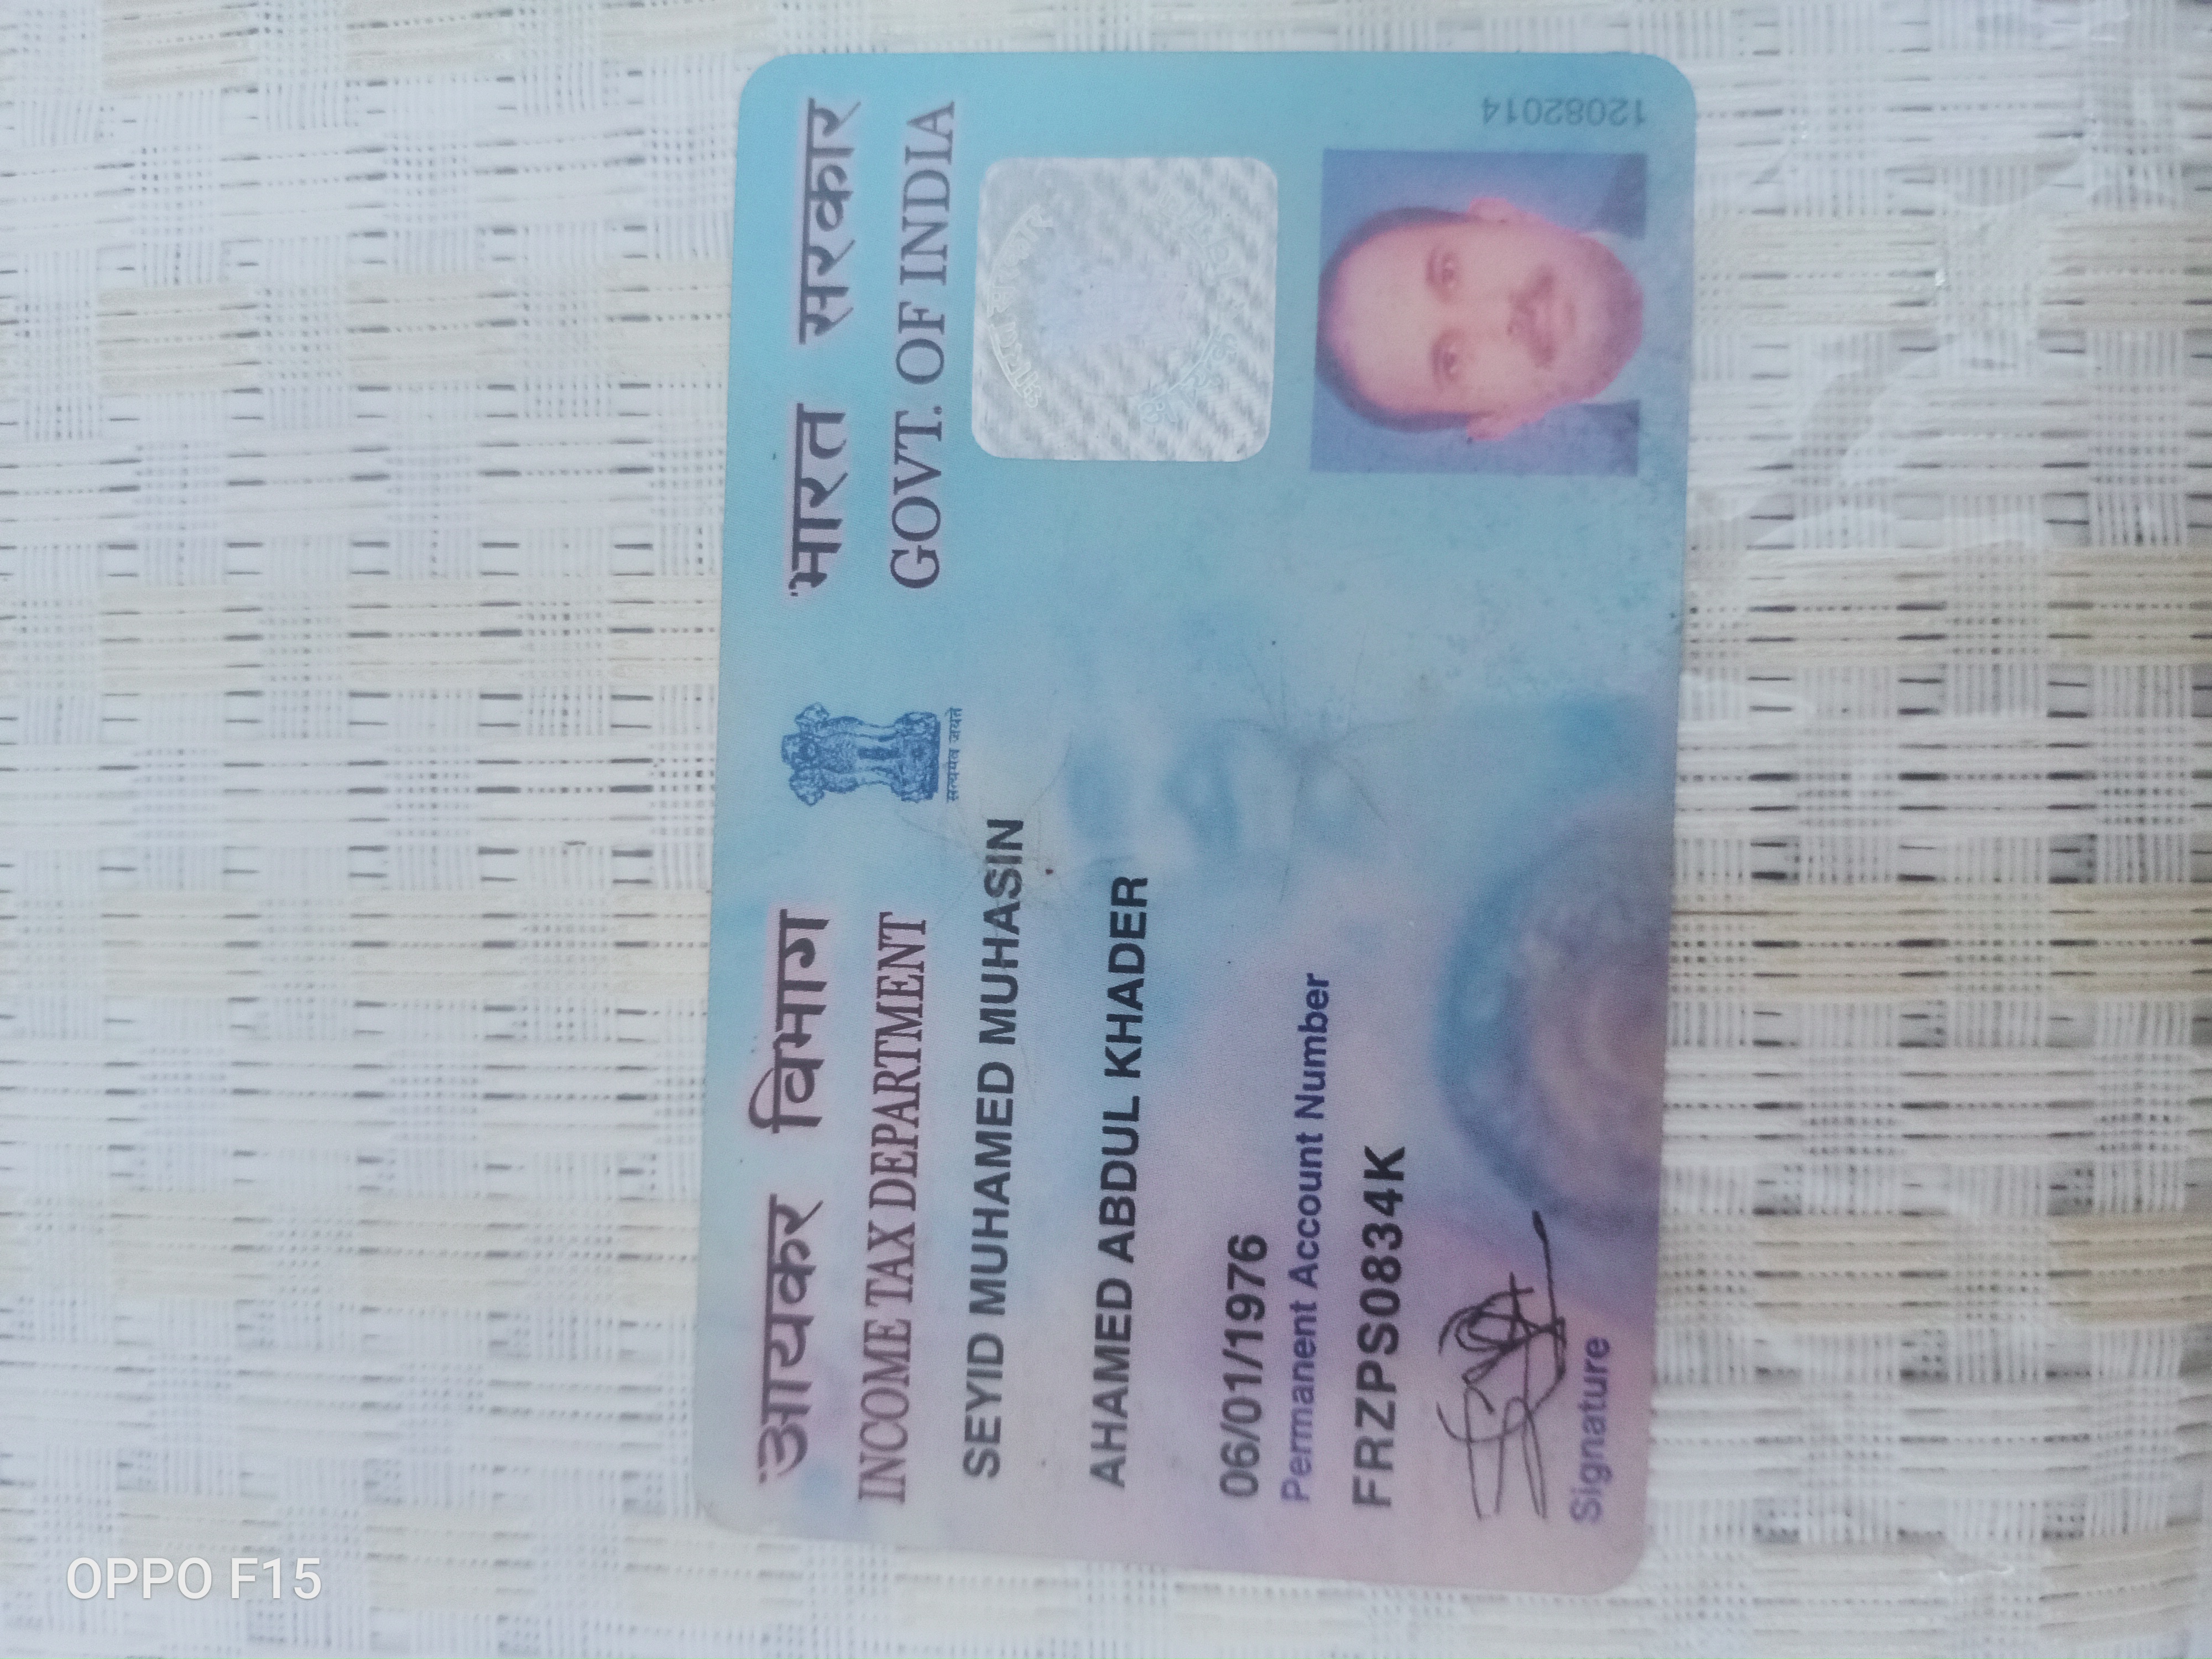 आयकर विभाग
INCOME TAX DEPARTMENT
सत्यमेव जयते
भारत सरकार
GOVT. OF INDIA
SEYID MUHAMED MUHASIN
AHAMED ABDUL KHADER
06/01/1976
Permanent Account Number
FRZPS0834K
Signature
12082014
OPPO F15